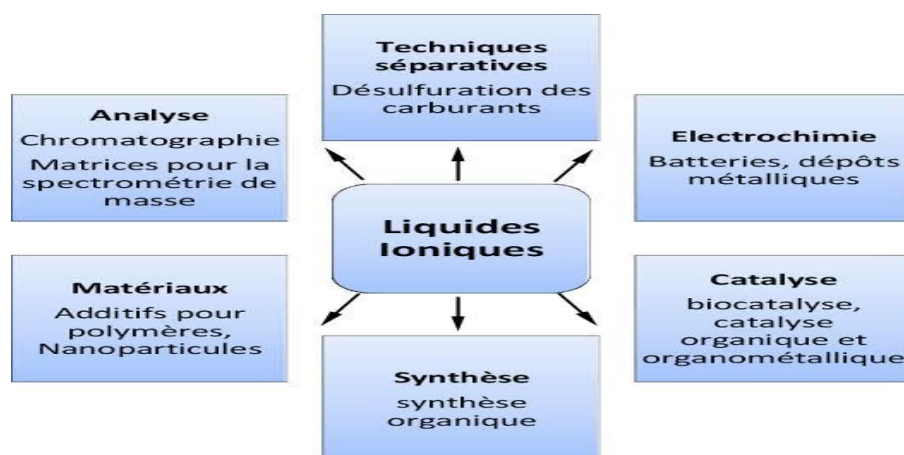 Techniques
séparatives
Désulfuration des
carburants
Analyse
Chromatographie
Matrices pour la
spectrométrie de
masse
Electrochimie
Batteries, dépôts
métalliques
Liquides
Ioniques
Matériaux
Additifs pour
polymères,
Nanoparticules
Catalyse
biocatalyse,
catalyse
organique et
organométallique
Synthèse
synthèse
organique